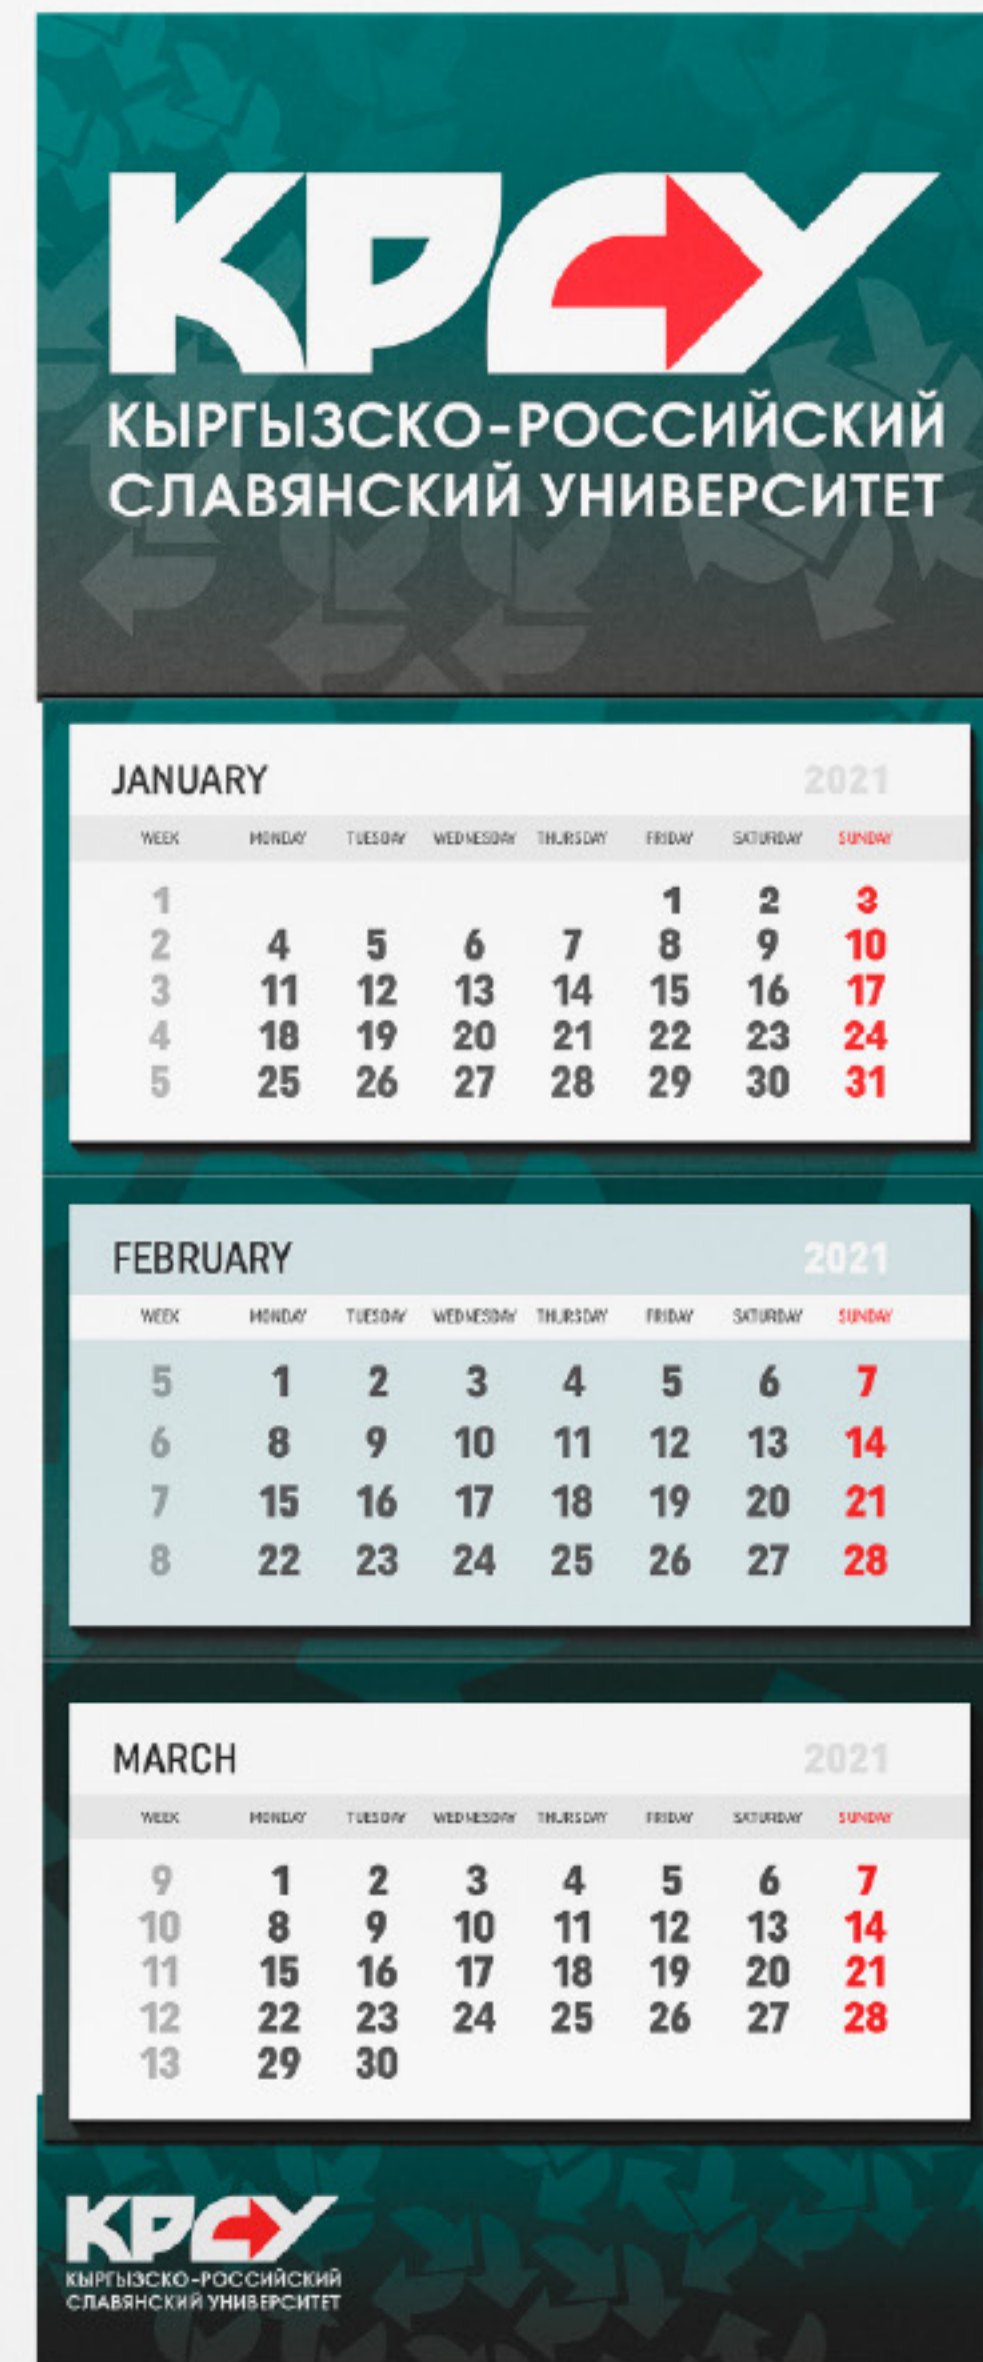 КРСУ
КЫРГЫЗСКО-РОССИЙСКИЙ
СЛАВЯНСКИЙ УНИВЕРСИТЕТ
JANUARY 2021
WEEK MONDAY TUESDAY WEDNESDAY THURSDAY FRIDAY SATURDAY SUNDAY
1 1 2 3
2 4 5 6 7 8 9 10
3 11 12 13 14 15 16 17
4 18 19 20 21 22 23 24
5 25 26 27 28 29 30 31
FEBRUARY 2021
WEEK MONDAY TUESDAY WEDNESDAY THURSDAY FRIDAY SATURDAY SUNDAY
5 1 2 3 4 5 6 7
6 8 9 10 11 12 13 14
7 15 16 17 18 19 20 21
8 22 23 24 25 26 27 28
MARCH 2021
WEEK MONDAY TUESDAY WEDNESDAY THURSDAY FRIDAY SATURDAY SUNDAY
9 1 2 3 4 5 6 7
10 8 9 10 11 12 13 14
11 15 16 17 18 19 20 21
12 22 23 24 25 26 27 28
13 29 30
КРСУ
КЫРГЫЗСКО-РОССИЙСКИЙ
СЛАВЯНСКИЙ УНИВЕРСИТЕТ